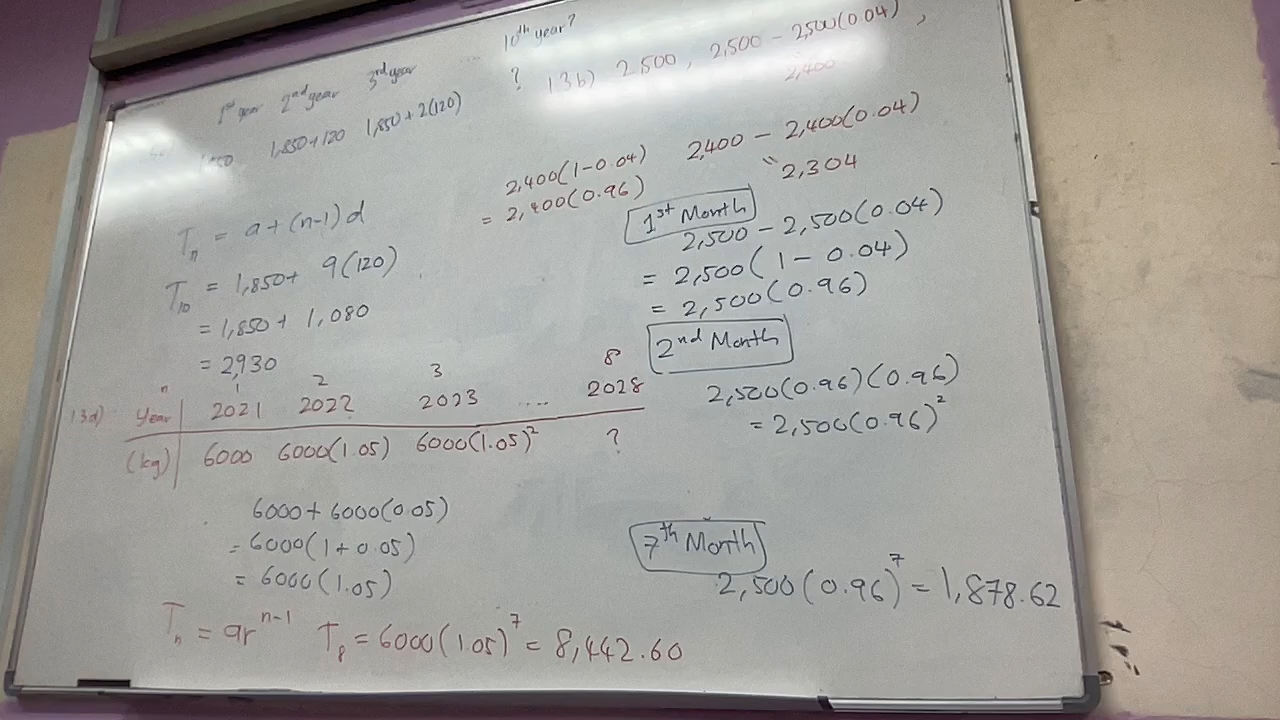 10th year?
1st year 2nd year 3rd year
?
1,850+120 1,850+2(120)
13b) 2,500, 2,500 - 2,500(0.04),
2,400
2,400(1-0.04)
= 2,400(0.96)
2,400 - 2,400(0.04)
2,304
Tn = a+(n-1)d
T10 = 1,850+ 9(120)
= 1,850+ 1,080
= 2,930
1st Month
2,500 - 2,500(0.04)
= 2,500(1 - 0.04)
= 2,500(0.96)
2nd Month
2,500(0.96)(0.96)
= 2,500(0.96)²
n 1 2 3 8
13d) Year 2021 2022 2023 .... 2028
(kg) 6000 6000(1.05) 6000(1.05)² ?
6000+6000(0.05)
= 6000(1+0.05)
= 6000(1.05)
7th Month
2,500(0.96)⁷ = 1,878.62
Tn = arⁿ⁻¹ T8 = 6000(1.05)⁷ = 8,442.60